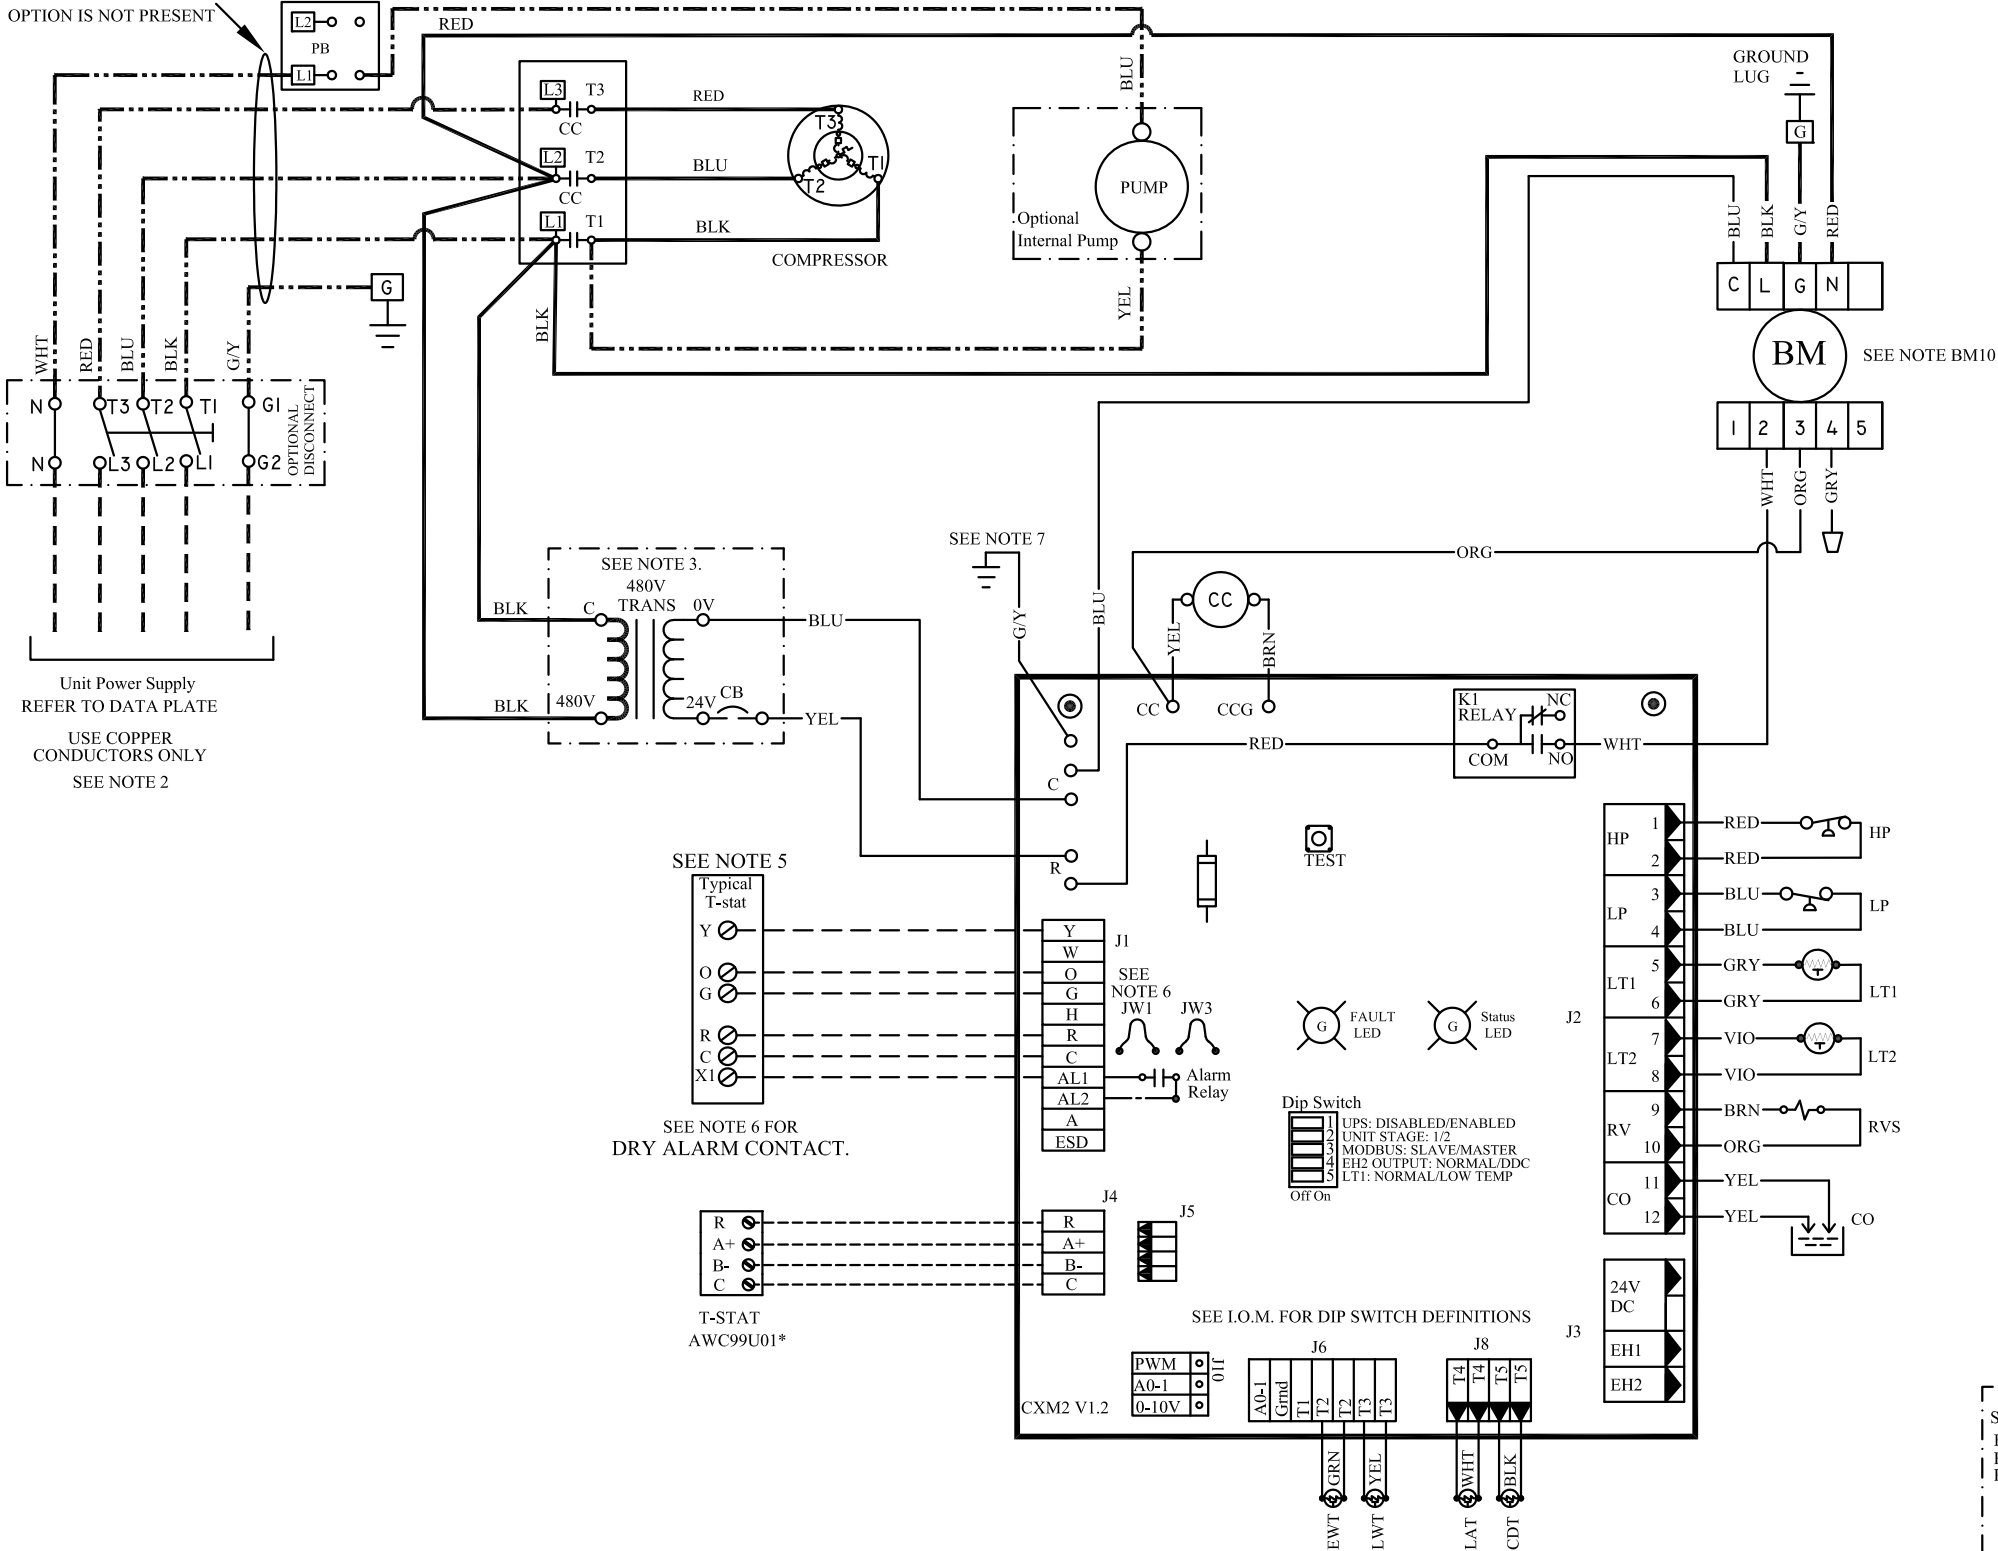 OPTION IS NOT PRESENT
L2
PB
L1
RED
L3 T3
CC
L2 T2
CC
L1 T1
RED
BLU
BLK
T3
T2
T1
COMPRESSOR
BLU
PUMP
Optional
Internal Pump
YEL
GROUND
LUG
G
BLU
BLK
G/Y
RED
C L G N
BM
SEE NOTE BM10
1 2 3 4 5
WHT
ORG
GRY
G
BLK
WHT
RED
BLU
BLK
G/Y
N T3 T2 T1 G1
N L3 L2 L1 G2
OPTIONAL
DISCONNECT
Unit Power Supply
REFER TO DATA PLATE
USE COPPER
CONDUCTORS ONLY
SEE NOTE 2
SEE NOTE 3.
480V
TRANS
C
0V
BLK
BLU
BLK
480V
24V
CB
YEL
SEE NOTE 7
G/Y
BLU
ORG
CC
YEL
BRN
CC
CCG
K1
RELAY
NC
COM
NO
RED
WHT
C
R
TEST
SEE NOTE 5
Typical
T-stat
Y
O
G
R
C
X1
SEE NOTE 6 FOR
DRY ALARM CONTACT.
Y
W
O
G
H
R
C
AL1
AL2
A
ESD
J1
SEE
NOTE 6
JW1
JW3
Alarm
Relay
G
FAULT
LED
G
Status
LED
Dip Switch
1 UPS: DISABLED/ENABLED
2 UNIT STAGE: 1/2
3 MODBUS: SLAVE/MASTER
4 EH2 OUTPUT: NORMAL/DDC
5 LT1: NORMAL/LOW TEMP
Off On
HP
1 RED
2 RED
HP
LP
3 BLU
4 BLU
LP
LT1
5 GRY
6 GRY
LT1
J2
LT2
7 VIO
8 VIO
LT2
RV
9 BRN
10 ORG
RVS
CO
11 YEL
12 YEL
CO
R
A+
B-
C
T-STAT
AWC99U01*
J4
R
A+
B-
C
J5
SEE I.O.M. FOR DIP SWITCH DEFINITIONS
24V
DC
J3
EH1
EH2
CXM2 V1.2
PWM
A0-1
0-10V
J10
J6
A0-1
Grnd
T1
T2
T2
T3
T3
J8
T4
T4
T5
T5
GRN
YEL
WHT
BLK
EWT
LWT
LAT
CDT